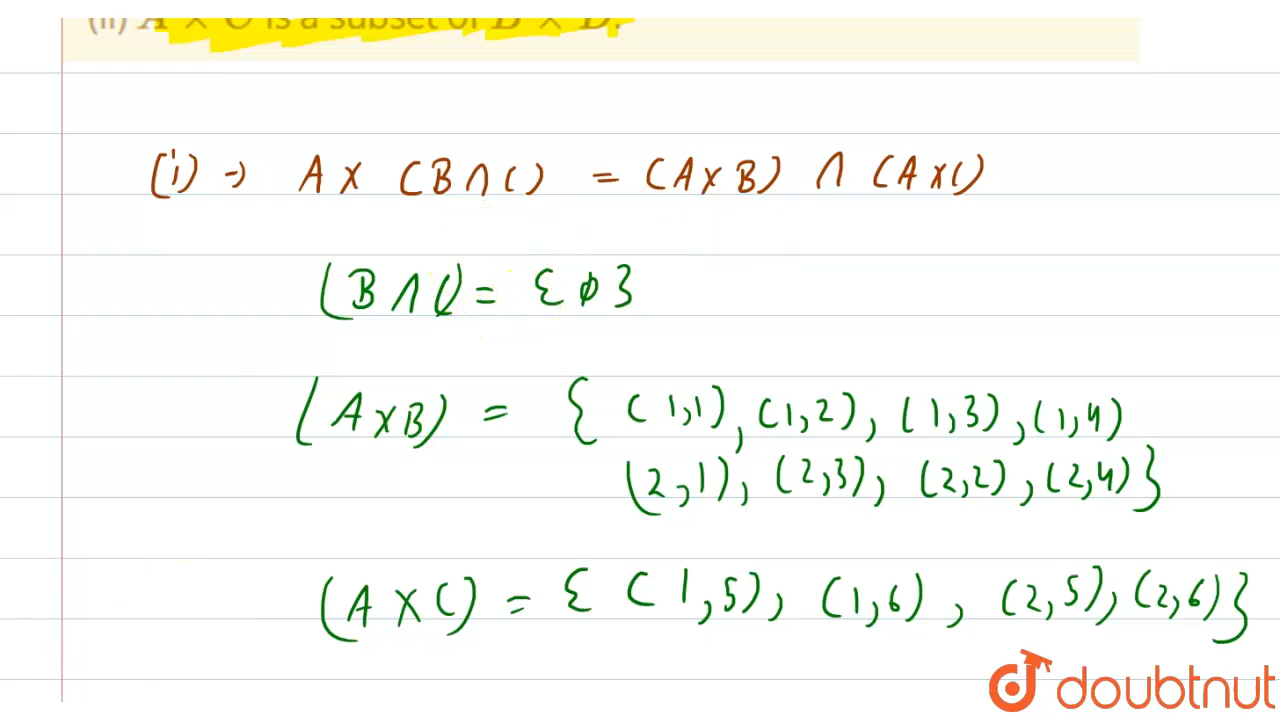 (ii) A × C is a subset of B × D.
(i) → A × (B ∩ C) = (A × B) ∩ (A × C)
(B ∩ C) = { ϕ }
(A × B) = { (1,1), (1,2), (1,3), (1,4)
(2,1), (2,3), (2,2), (2,4) }
(A × C) = { (1,5), (1,6), (2,5), (2,6) }
doubtnut